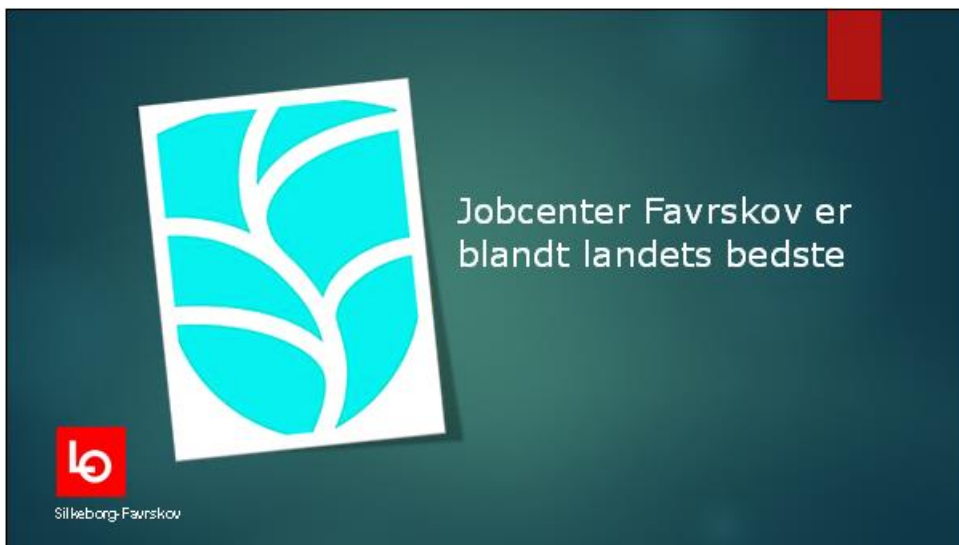 Jobcenter Favrskov er
blandt landets bedste
LO
Silkeborg-Favrskov